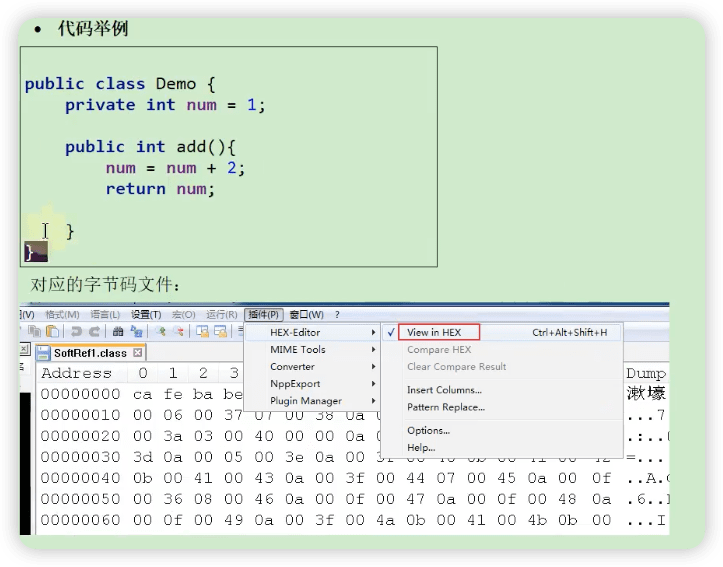 • 代码举例
public class Demo {
private int num = 1;
public int add(){
num = num + 2;
return num;
}
}
对应的字节码文件：
(V) 格式(M) 语言(L) 设置(T) 宏(O) 运行(R) 插件(P) 窗口(W) ?
HEX-Editor
MIME Tools
Converter
NppExport
Plugin Manager
✓ View in HEX Ctrl+Alt+Shift+H
Compare HEX
Clear Compare Result
Insert Columns...
Pattern Replace...
Options...
Help...
SoftRef1.class
Address 0 1 2 3 Dump
00000000 ca fe ba be 漖壕
00000010 00 06 00 37 07 00 38 0a ...7
00000020 00 3a 03 00 40 00 00 0a .:..
00000030 3d 0a 00 05 00 3e 0a 00 =...
00000040 0b 00 41 00 43 0a 00 3f 00 44 07 00 45 0a 00 0f ..A.
00000050 00 36 08 00 46 0a 00 0f 00 47 0a 00 0f 00 48 0a .6..
00000060 00 0f 00 49 0a 00 3f 00 4a 0b 00 41 00 4b 0b 00 ...I